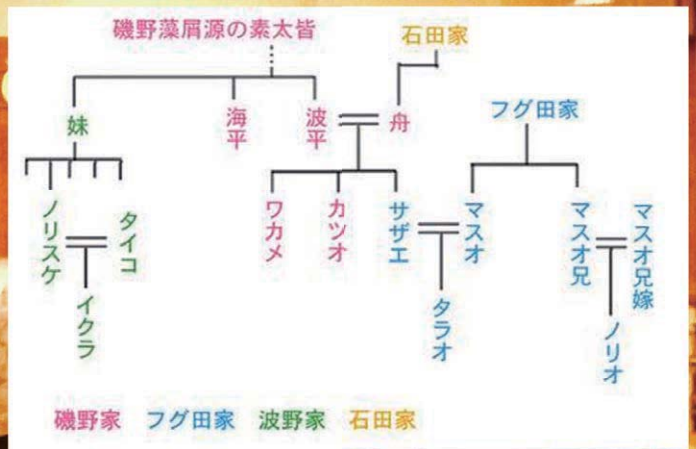 磯野藻屑源の素太皆
石田家
フグ田家
妹
海平
波平
舟
ノリスケ
タイコ
ワカメ
カツオ
サザエ
マスオ
マスオ兄
マスオ兄嫁
イクラ
タラオ
ノリオ
磯野家 フグ田家 波野家 石田家